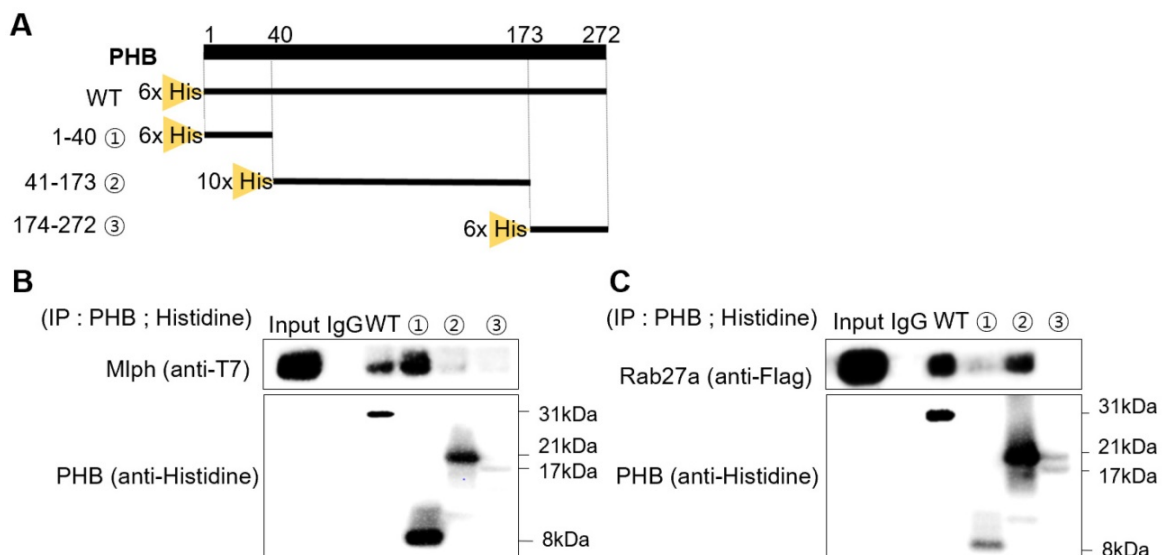 A
1 40 173 272
PHB
WT 6x His
1-40 ① 6x His
41-173 ② 10x His
174-272 ③ 6x His
B
(IP : PHB ; Histidine) Input IgG WT ① ② ③
Mlph (anti-T7)
31kDa
21kDa
17kDa
PHB (anti-Histidine)
8kDa
C
(IP : PHB ; Histidine) Input IgG WT ① ② ③
Rab27a (anti-Flag)
31kDa
21kDa
17kDa
PHB (anti-Histidine)
8kDa